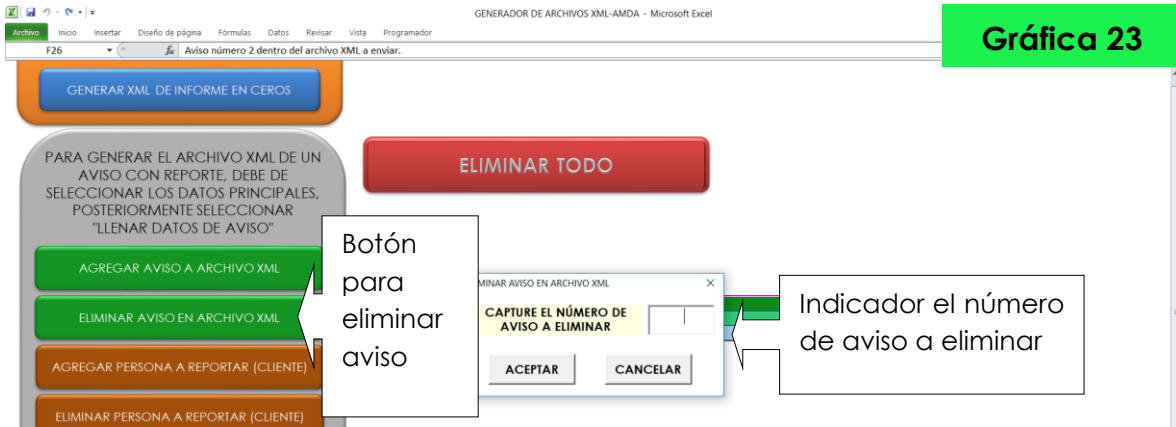 GENERADOR DE ARCHIVOS XML-AMDA - Microsoft Excel
Archivo Inicio Insertar Diseño de página Fórmulas Datos Revisar Vista Programador
F26 fx Aviso número 2 dentro del archivo XML a enviar.
Gráfica 23
GENERAR XML DE INFORME EN CEROS
PARA GENERAR EL ARCHIVO XML DE UN
AVISO CON REPORTE, DEBE DE
SELECCIONAR LOS DATOS PRINCIPALES,
POSTERIORMENTE SELECCIONAR
"LLENAR DATOS DE AVISO"
ELIMINAR TODO
AGREGAR AVISO A ARCHIVO XML
ELIMINAR AVISO EN ARCHIVO XML
AGREGAR PERSONA A REPORTAR (CLIENTE)
ELIMINAR PERSONA A REPORTAR (CLIENTE)
Botón
para
eliminar
aviso
MINAR AVISO EN ARCHIVO XML
CAPTURE EL NÚMERO DE
AVISO A ELIMINAR
ACEPTAR CANCELAR
Indicador el número
de aviso a eliminar